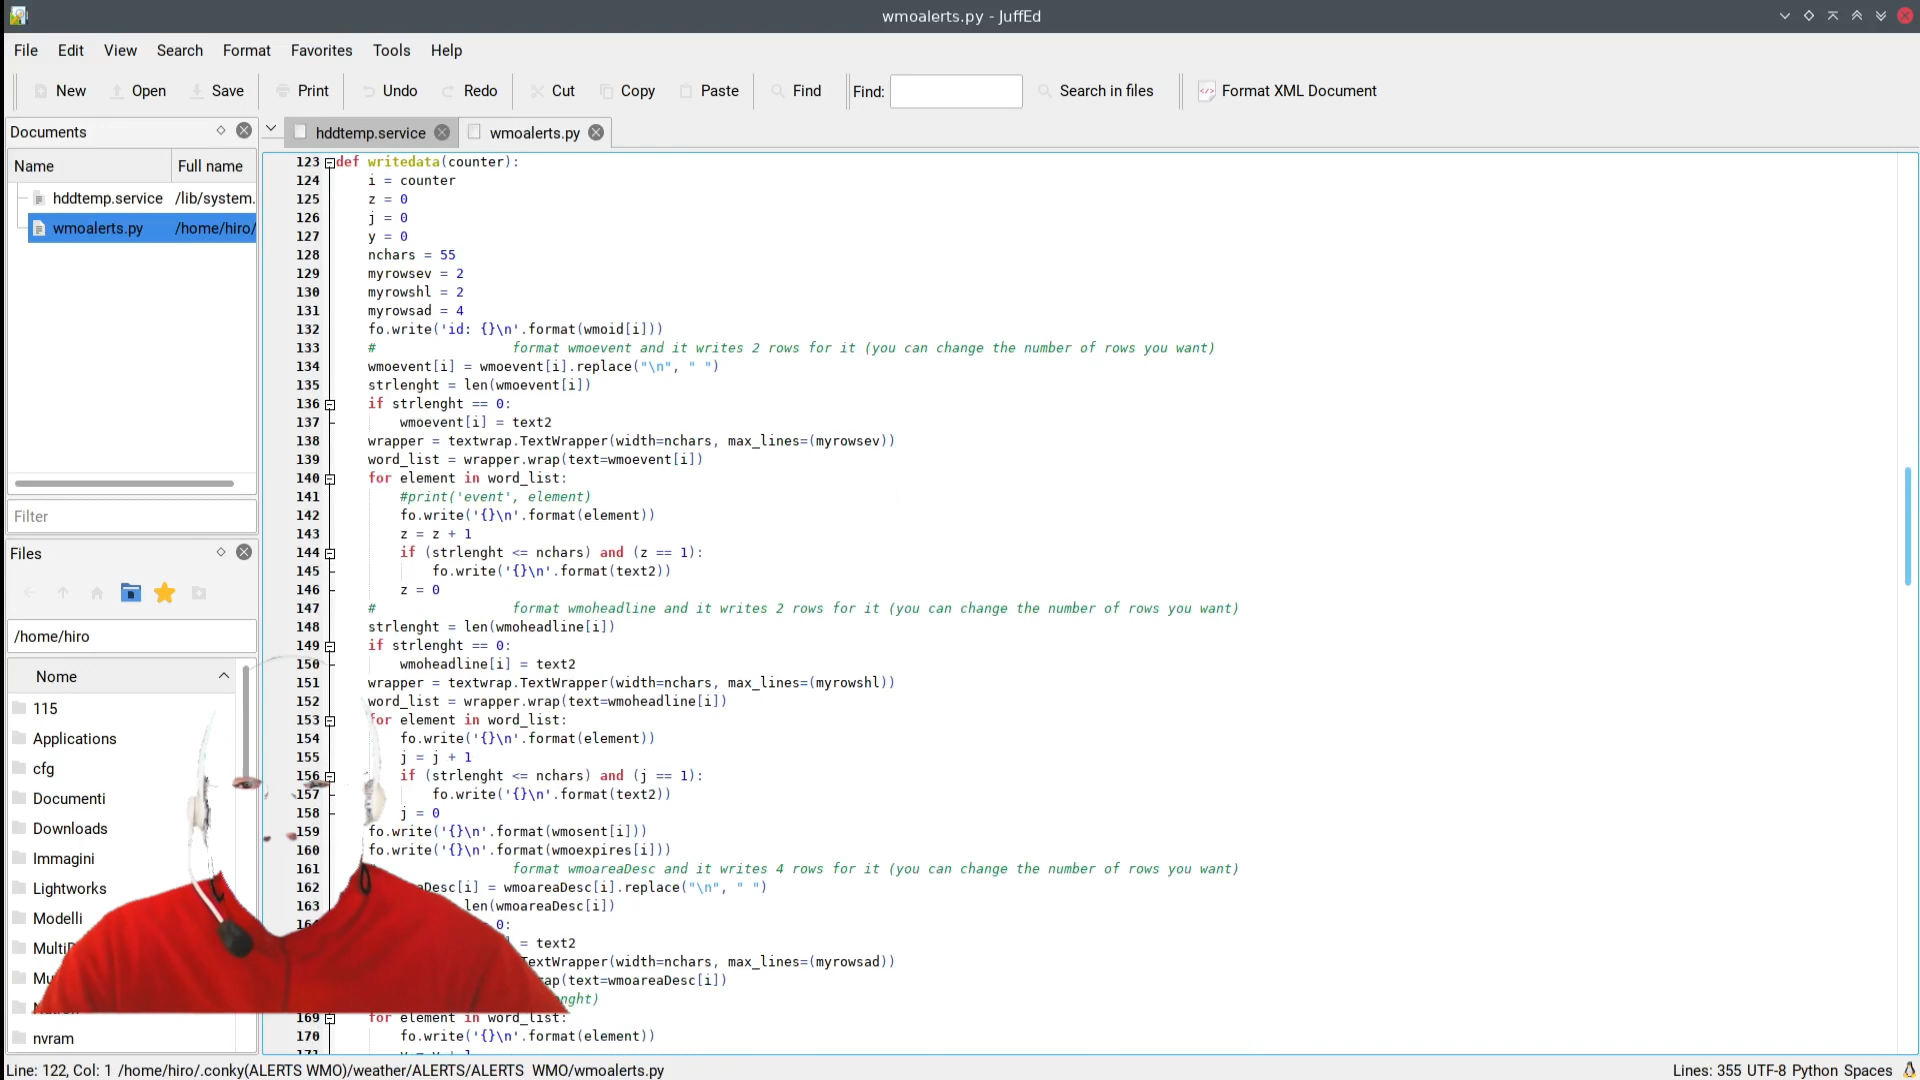 wmoalerts.py - JuffEd
File Edit View Search Format Favorites Tools Help
New Open Save Print Undo Redo Cut Copy Paste Find Find: Search in files Format XML Document
Documents
hddtemp.service wmoalerts.py
Name Full name
hddtemp.service /lib/system.
wmoalerts.py /home/hiro/
Filter
Files
/home/hiro
Nome
115
Applications
cfg
Documenti
Downloads
Immagini
Lightworks
Modelli
nvram
123 def writedata(counter):
124 i = counter
125 z = 0
126 j = 0
127 y = 0
128 nchars = 55
129 myrowsev = 2
130 myrowshl = 2
131 myrowsad = 4
132 fo.write('id: {}\n'.format(wmoid[i]))
133 # format wmoevent and it writes 2 rows for it (you can change the number of rows you want)
134 wmoevent[i] = wmoevent[i].replace("\n", " ")
135 strlenght = len(wmoevent[i])
136 if strlenght == 0:
137 wmoevent[i] = text2
138 wrapper = textwrap.TextWrapper(width=nchars, max_lines=(myrowsev))
139 word_list = wrapper.wrap(text=wmoevent[i])
140 for element in word_list:
141 #print('event', element)
142 fo.write('{}\n'.format(element))
143 z = z + 1
144 if (strlenght <= nchars) and (z == 1):
145 fo.write('{}\n'.format(text2))
146 z = 0
147 # format wmoheadline and it writes 2 rows for it (you can change the number of rows you want)
148 strlenght = len(wmoheadline[i])
149 if strlenght == 0:
150 wmoheadline[i] = text2
151 wrapper = textwrap.TextWrapper(width=nchars, max_lines=(myrowshl))
152 word_list = wrapper.wrap(text=wmoheadline[i])
153 for element in word_list:
154 fo.write('{}\n'.format(element))
155 j = j + 1
156 if (strlenght <= nchars) and (j == 1):
157 fo.write('{}\n'.format(text2))
158 j = 0
159 fo.write('{}\n'.format(wmosent[i]))
160 fo.write('{}\n'.format(wmoexpires[i]))
161 format wmoareaDesc and it writes 4 rows for it (you can change the number of rows you want)
162 = wmoareaDesc[i].replace("\n", " ")
163 len(wmoareaDesc[i])
0:
= text2
TextWrapper(width=nchars, max_lines=(myrowsad))
(text=wmoareaDesc[i])
169 for element in word_list:
170 fo.write('{}\n'.format(element))
Line: 122, Col: 1 /home/hiro/.conky(ALERTS WMO)/weather/ALERTS/ALERTS WMO/wmoalerts.py
Lines: 355 UTF-8 Python Spaces